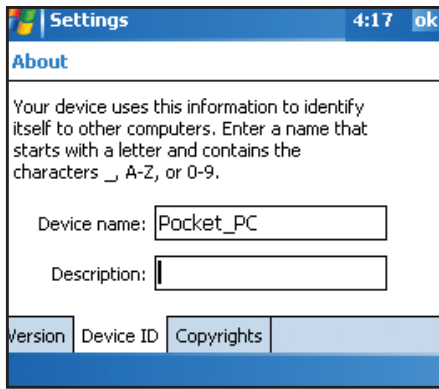 Settings 4:17 ok
About
Your device uses this information to identify
itself to other computers. Enter a name that
starts with a letter and contains the
characters _, A-Z, or 0-9.
Device name: Pocket_PC
Description:
Version Device ID Copyrights